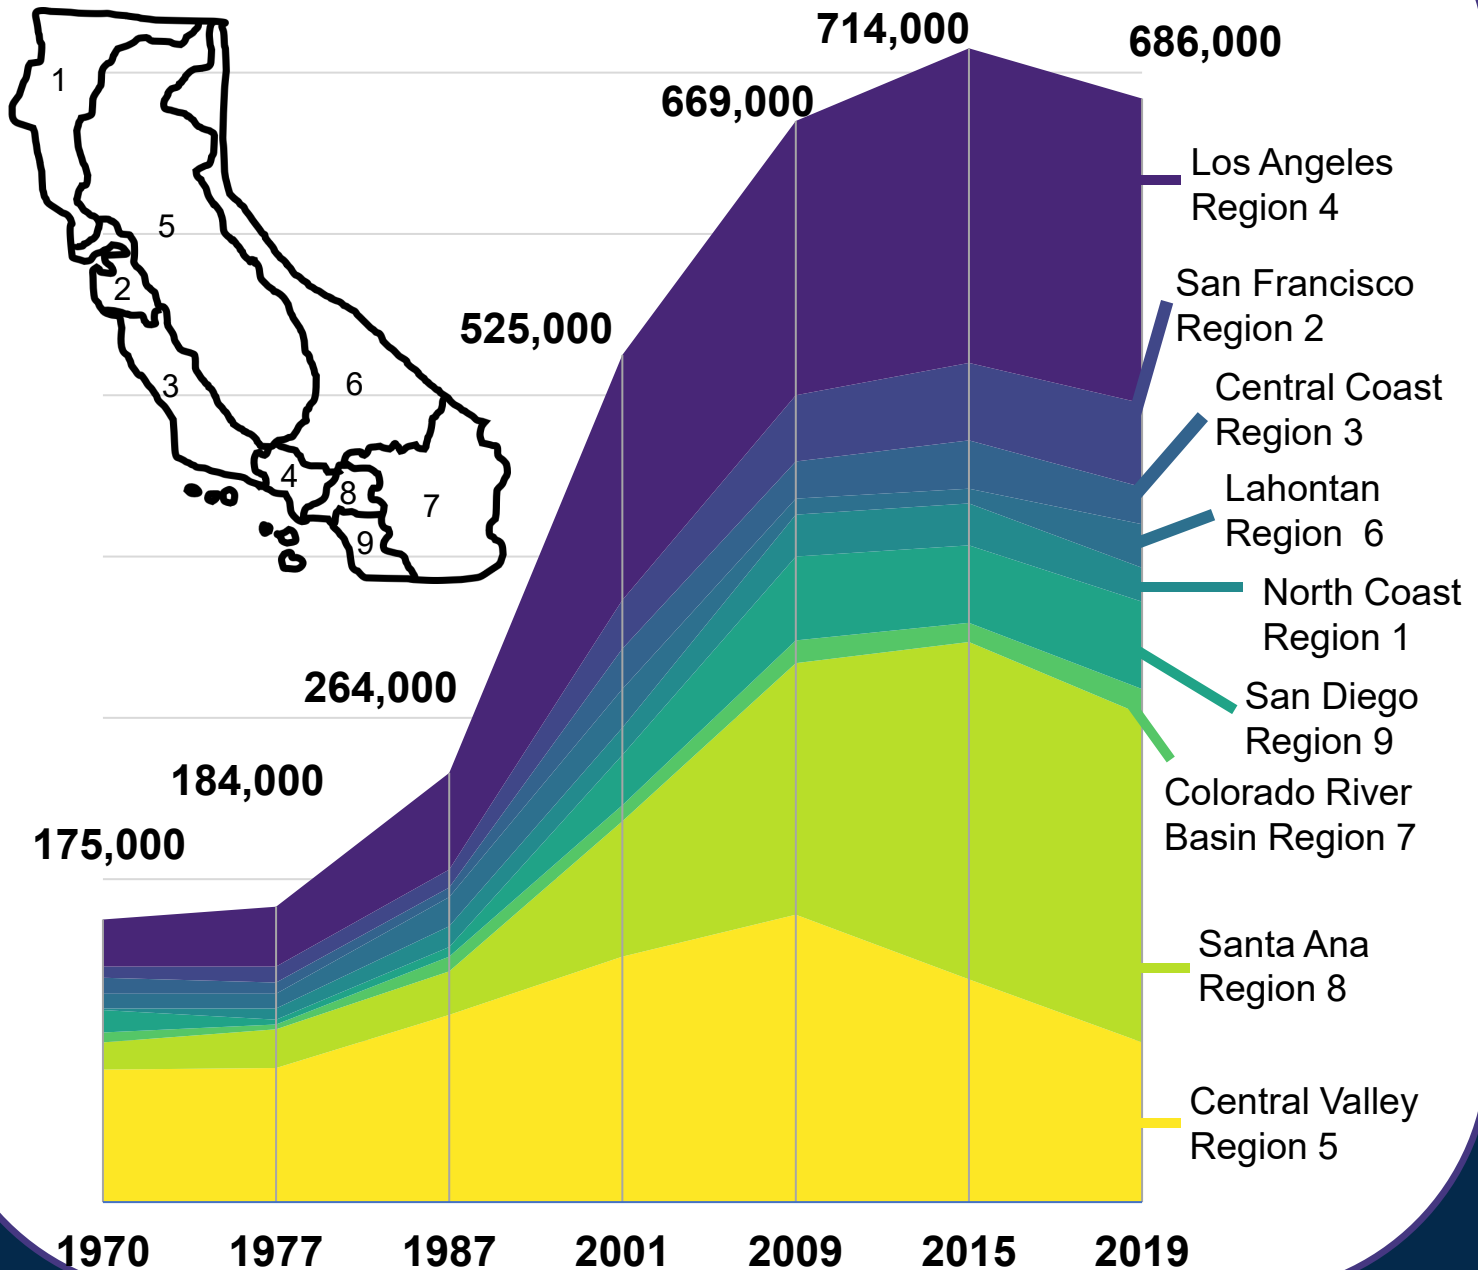 714,000
686,000
669,000
525,000
264,000
184,000
175,000
1
5
2
3
6
4
8
7
9
Los Angeles
Region 4
San Francisco
Region 2
Central Coast
Region 3
Lahontan
Region 6
North Coast
Region 1
San Diego
Region 9
Colorado River
Basin Region 7
Santa Ana
Region 8
Central Valley
Region 5
1970 1977 1987 2001 2009 2015 2019